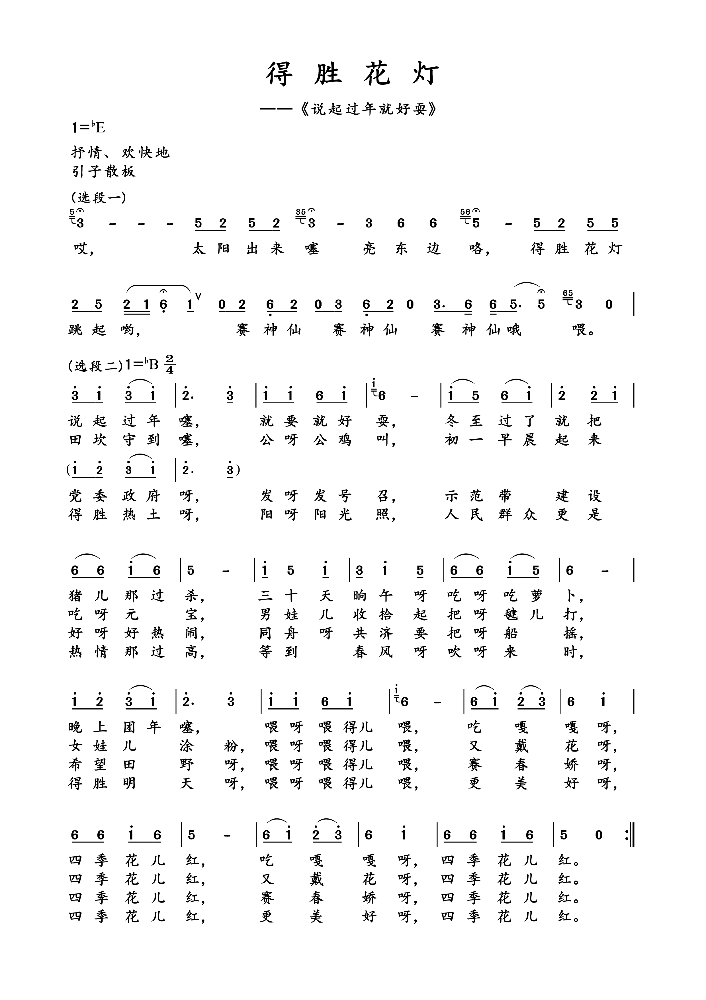 得胜花灯
——《说起过年就好耍》
1=♭E
抒情、欢快地
引子散板
(选段一)
5 3 - - - 5 2 5 2 35 3 - 3 6 6 56 5 - 5 2 5 5
哎， 太阳出来噻 亮东边 咯， 得胜花灯
2 5 2 1 6 1 V 0 2 6 2 0 3 6 2 0 3. 6 6 5. 5 65 3 0 |
跳起哟， 赛神仙 赛神仙 赛神仙哦 喂。
(选段二) 1=♭B 2/4
3 1 3 1 | 2. 3 | 1 1 6 1 | 1 6 - | 1 5 6 1 | 2 2 1 |
说起过年噻， 就要就好耍， 冬至过了就把
田坎守到噻， 公呀公鸡叫， 初一早晨起来
(1 2 3 1 | 2. 3)
党委政府呀， 发呀发号召， 示范带 建设
得胜热土呀， 阳呀阳光照， 人民群众更是
6 6 1 6 | 5 - | 1 5 1 | 3 1 5 | 6 6 1 5 | 6 - |
猪儿那过杀， 三十天晌午呀吃呀吃萝卜，
吃呀元 宝， 男娃儿收拾起把呀毽儿打，
好呀好热闹， 同舟呀共济要把呀船 摇，
热情那过高， 等到 春风呀吹呀来 时，
1 2 3 1 | 2. 3 | 1 1 6 1 | 1 6 - | 6 1 2 3 | 6 1 |
晚上团年噻， 喂呀喂得儿喂， 吃嘎嘎呀，
女娃儿 涂粉， 喂呀喂得儿喂， 又戴花呀，
希望田 野呀， 喂呀喂得儿喂， 赛春娇呀，
得胜明 天呀， 喂呀喂得儿喂， 更美好呀，
6 6 1 6 | 5 - | 6 1 2 3 | 6 1 | 6 6 1 6 | 5 0 :|
四季花儿红， 吃嘎嘎呀， 四季花儿红。
四季花儿红， 又戴花呀， 四季花儿红。
四季花儿红， 赛春娇呀， 四季花儿红。
四季花儿红， 更美好呀， 四季花儿红。